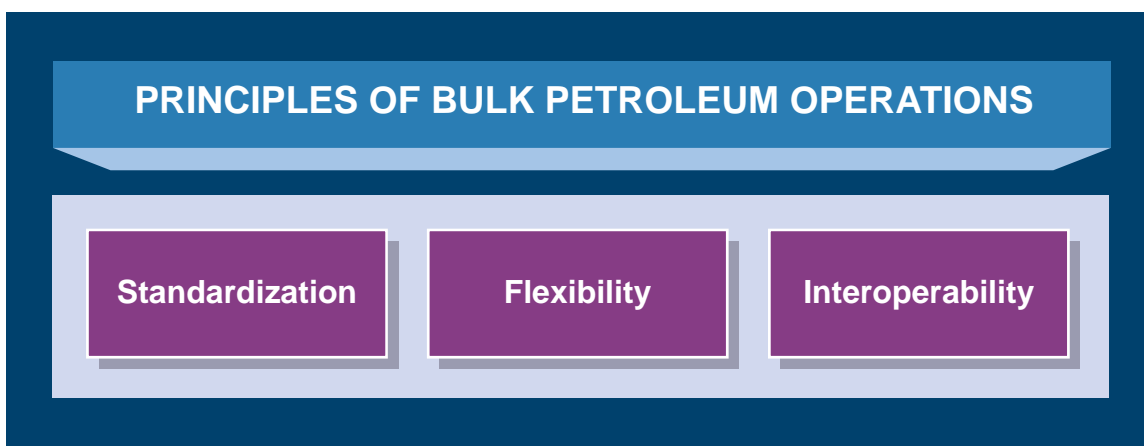 PRINCIPLES OF BULK PETROLEUM OPERATIONS
Standardization
Flexibility
Interoperability